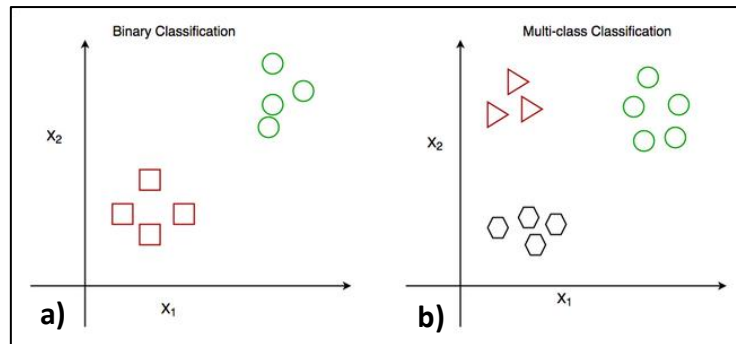 Binary Classification
X2
X1
a)
Multi-class Classification
X2
X1
b)